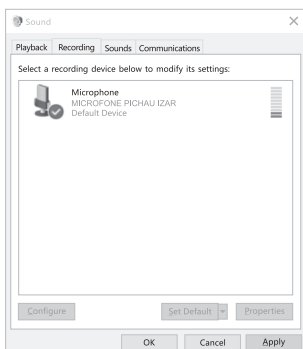 Sound
Playback Recording Sounds Communications
Select a recording device below to modify its settings:
Microphone
MICROFONE PICHAU IZAR
Default Device
Configure Set Default Properties
OK Cancel Apply